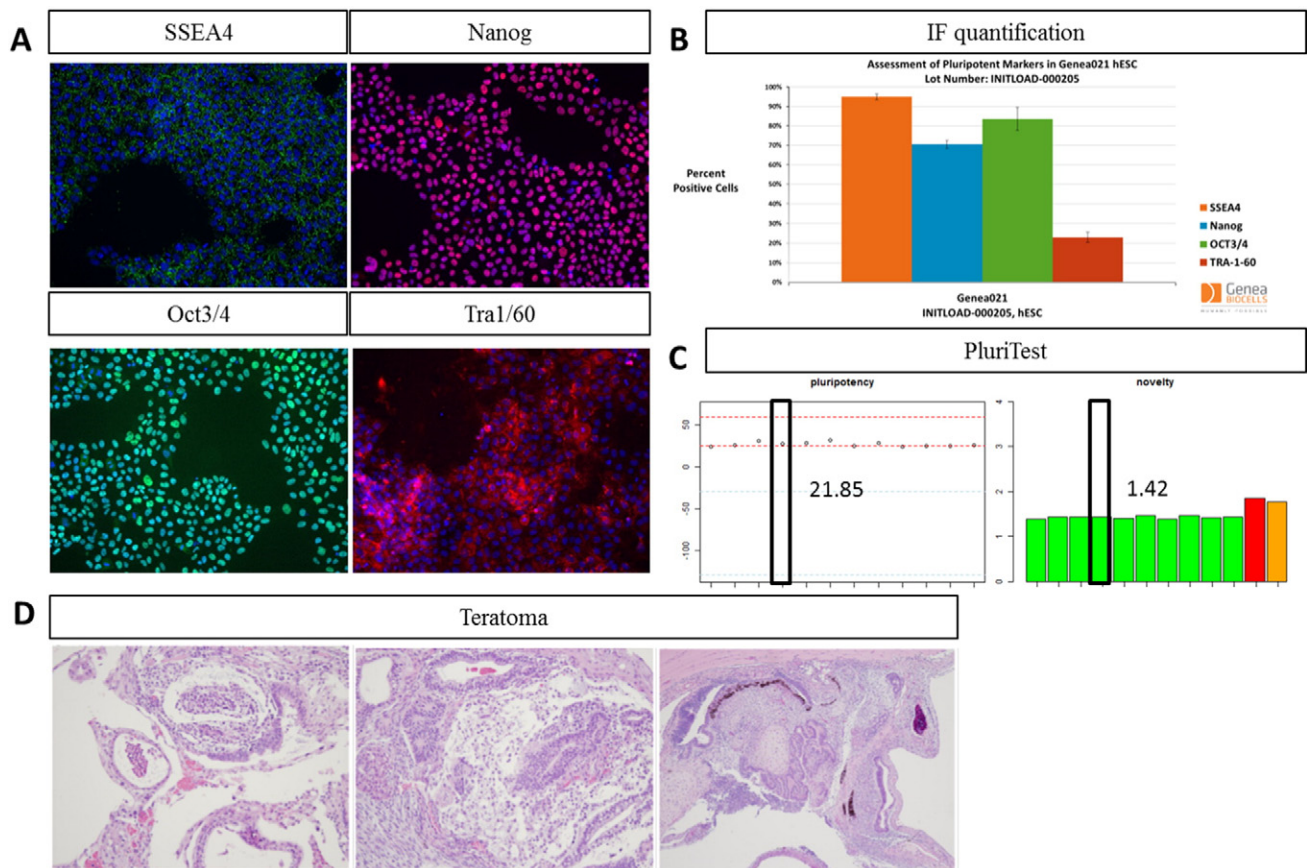 A
SSEA4
Nanog
Oct3/4
Tra1/60
B
IF quantification
Assessment of Pluripotent Markers in Genea021 hESC
Lot Number: INITLOAD-000205
100%
90%
80%
70%
60%
50%
40%
30%
20%
10%
0%
Percent
Positive Cells
SSEA4
Nanog
OCT3/4
TRA-1-60
Genea021
INITLOAD-000205, hESC
Genea
BIOCELLS
C
PluriTest
pluripotency
50
0
-50
-100
21.85
novelty
4
3
2
1
0
1.42
D
Teratoma